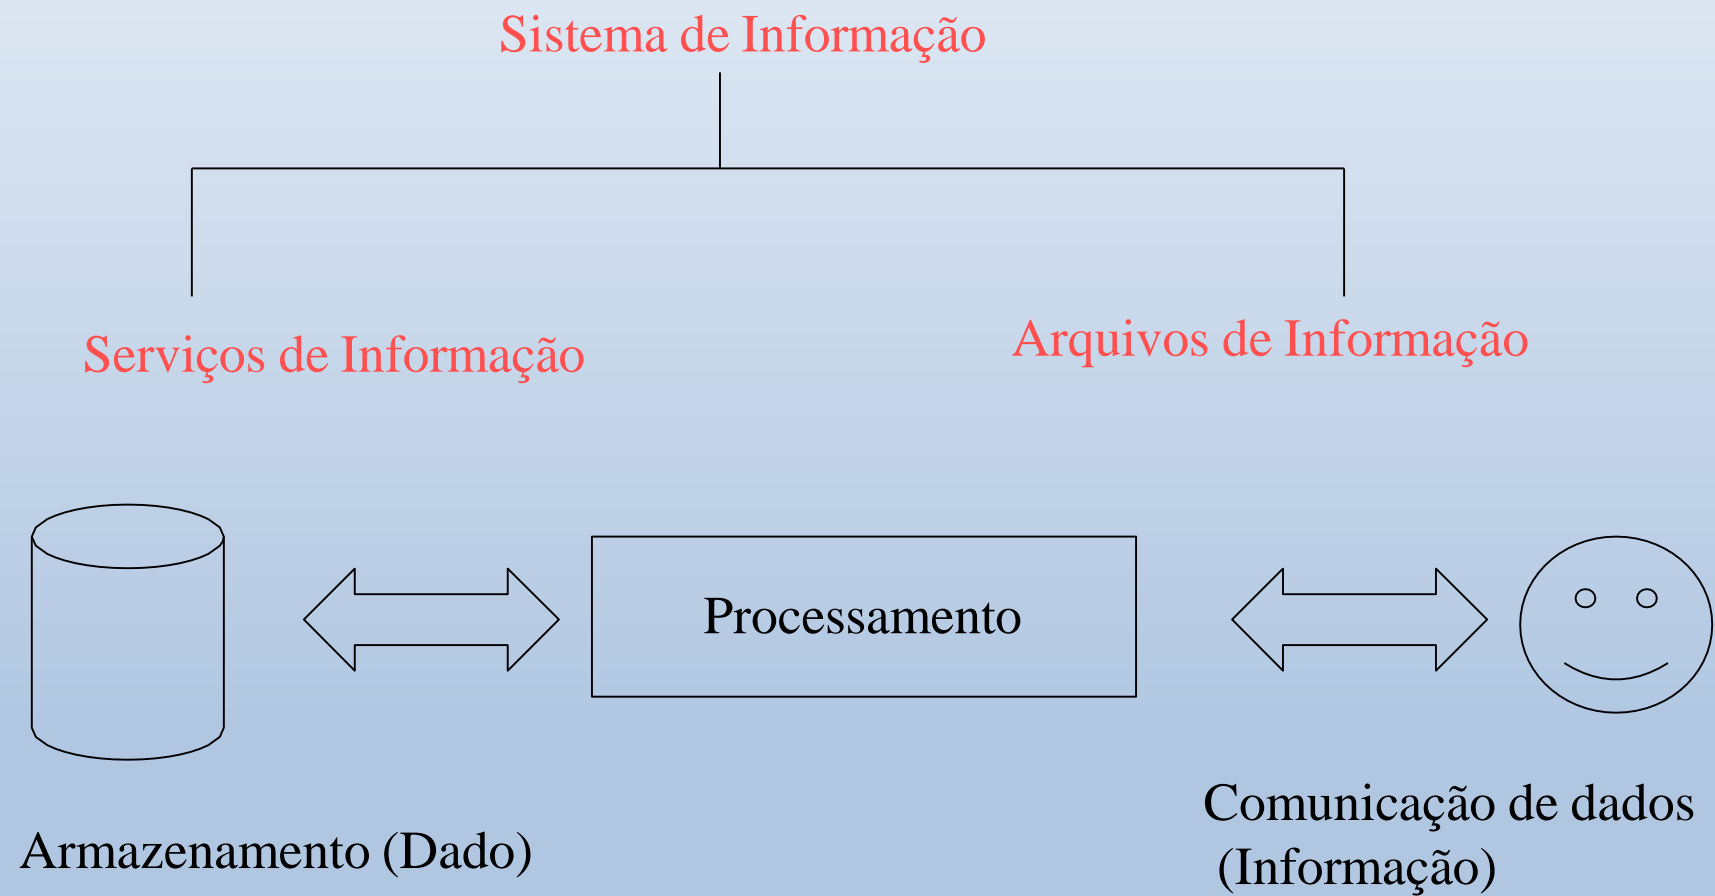 Sistema de Informação
Serviços de Informação
Arquivos de Informação
Processamento
Armazenamento (Dado)
Comunicação de dados
(Informação)